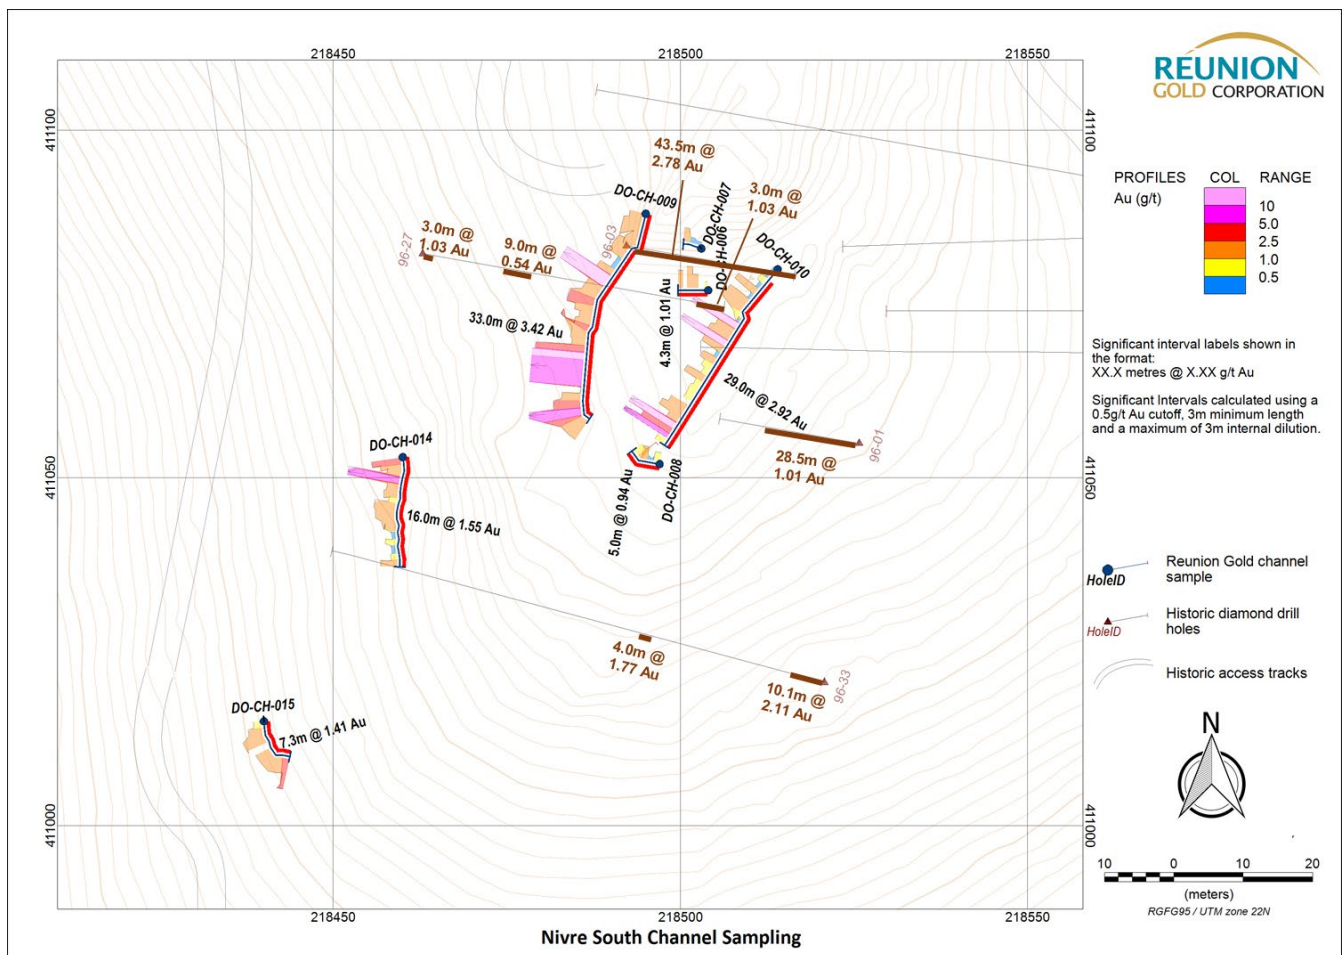 218450
218500
218550
REUNION
GOLD CORPORATION
411100
411100
43.5m @
2.78 Au
DO-CH-009
DO-CH-007
3.0m @
1.03 Au
DO-CH-006
DO-CH-010
96-27
3.0m @
1.03 Au
9.0m @
0.54 Au
96-03
33.0m @ 3.42 Au
4.3m @ 1.01 Au
29.0m @ 2.92 Au
DO-CH-014
96-01
28.5m @
1.01 Au
DO-CH-008
5.0m @ 0.94 Au
16.0m @ 1.55 Au
411050
411050
4.0m @
1.77 Au
96-33
10.1m @
2.11 Au
DO-CH-015
7.3m @ 1.41 Au
411000
411000
218450
218500
218550
PROFILES COL RANGE
Au (g/t)
10
5.0
2.5
1.0
0.5
Significant interval labels shown in
the format:
XX.X metres @ X.XX g/t Au
Significant Intervals calculated using a
0.5g/t Au cutoff, 3m minimum length
and a maximum of 3m internal dilution.
HoleID
Reunion Gold channel
sample
HoleID
Historic diamond drill
holes
Historic access tracks
N
10 0 10 20
(meters)
RGFG95 / UTM zone 22N
Nivre South Channel Sampling